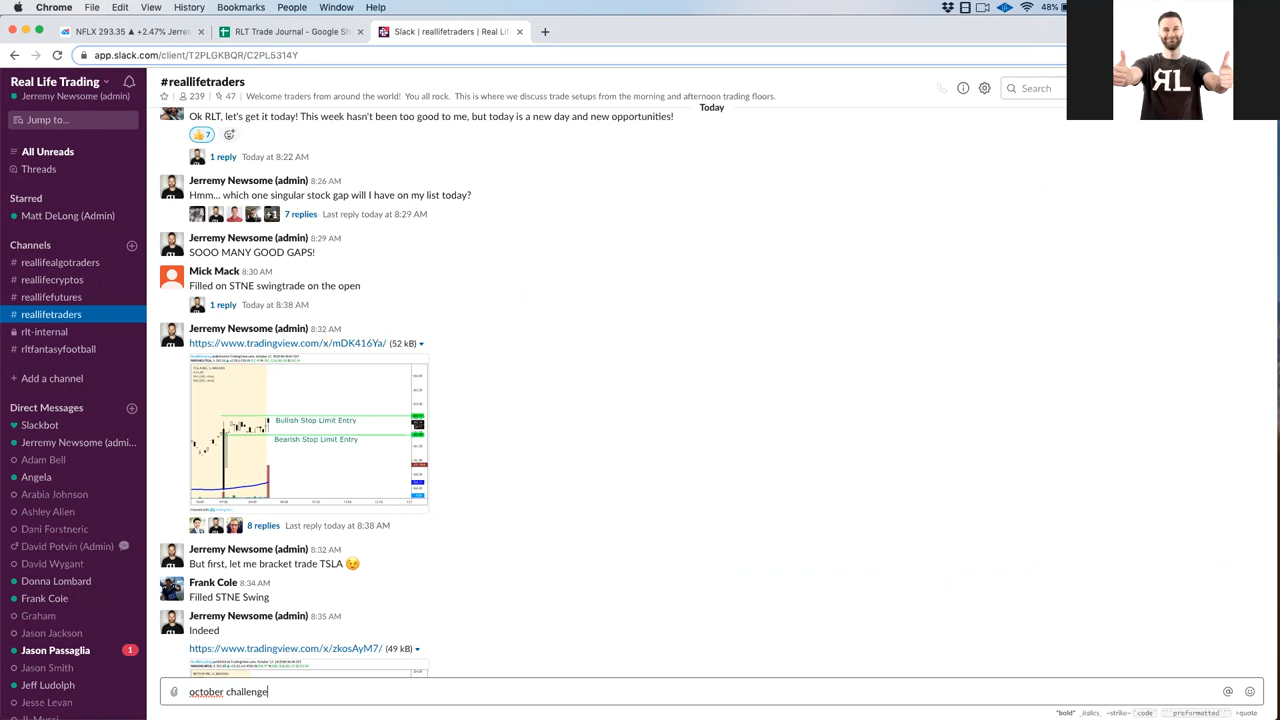 Chrome File Edit View History Bookmarks People Window Help
48%
NFLX 293.35 ▲ +2.47% Jerrer
RLT Trade Journal - Google Sh
Slack | reallifetraders | Real Lif
app.slack.com/client/T2PLGKBQR/C2PL5314Y
Real Life Trading
Jerremy Newsome (admin)
Jump to...
All Unreads
Threads
Starred
Matt DeLong (Admin)
Channels
# reallifealgotraders
# reallifecryptos
# reallifefutures
# reallifetraders
rlt-internal
# rltfantasyfootball
+ Add a channel
Direct Messages
Slackbot
Jerremy Newsome (admi...
Adam Bell
Angela
Arabia Johnson
Ashley Allen
Dani Forstneric
David Potvin (Admin)
David Wygant
Donna Lombard
Frank Cole
Graham
Jason Jackson
Jason Passaglia 1
Jason Smith
Jeff Ludolph
Jesse Levan
#reallifetraders
239 47 Welcome traders from around the world! You all rock. This is where we discuss trade setups from the morning and afternoon trading floors.
Search
RL
Today
Ok RLT, let's get it today! This week hasn't been too good to me, but today is a new day and new opportunities!
7
1 reply Today at 8:22 AM
Jerremy Newsome (admin) 8:26 AM
Hmm... which one singular stock gap will I have on my list today?
+1 7 replies Last reply today at 8:29 AM
Jerremy Newsome (admin) 8:29 AM
SOOO MANY GOOD GAPS!
Mick Mack 8:30 AM
Filled on STNE swingtrade on the open
1 reply Today at 8:38 AM
Jerremy Newsome (admin) 8:32 AM
https://www.tradingview.com/x/mDK416Ya/ (52 kB)
Bullish Stop Limit Entry
Bearish Stop Limit Entry
8 replies Last reply today at 8:38 AM
Jerremy Newsome (admin) 8:32 AM
But first, let me bracket trade TSLA
Frank Cole 8:34 AM
Filled STNE Swing
Jerremy Newsome (admin) 8:35 AM
Indeed
https://www.tradingview.com/x/zkosAyM7/ (49 kB)
october challenge
*bold* _italics_ ~strike~ `code` ```preformatted``` >quote